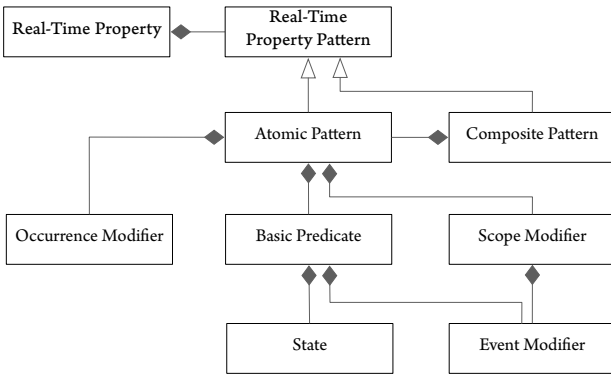 Real-Time Property
Real-Time
Property Pattern
Atomic Pattern
Composite Pattern
Occurrence Modifier
Basic Predicate
Scope Modifier
State
Event Modifier